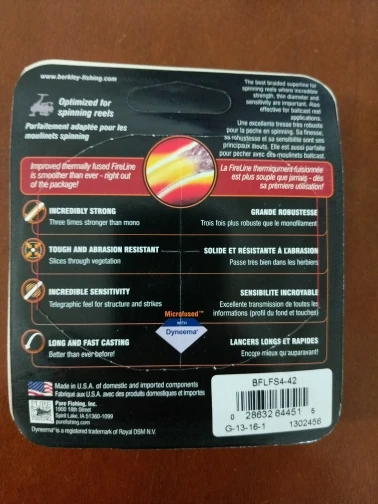 www.berkley-fishing.com
Optimized for
spinning reels
Parfaitement adaptée pour les
moulinets spinning
The best braided superline for
spinning reels where incredible
strength, thin diameter and
sensitivity are important. Also
effective for baitcast reel
applications.
Une excellente tresse très robuste
pour la peche en spinning. Sa finesse,
sa robustesse et sa sensibilité sont ses
principaux atouts. Elle est aussi parfaite
pour pecher avec des moulinets baitcast.
Improved thermally fused FireLine
is smoother than ever - right out
of the package!
La FireLine thermiquement fusionnée
est plus souple que jamais - dès
sa première utilisation!
INCREDIBLY STRONG
Three times stronger than mono
GRANDE ROBUSTESSE
Trois fois plus robuste que le monofilament
TOUGH AND ABRASION RESISTANT
Slices through vegetation
SOLIDE ET RÉSISTANTE À L'ABRASION
Passe très bien dans les herbiers
INCREDIBLE SENSITIVITY
Telegraphic feel for structure and strikes
SENSIBILITE INCROYABLE
Excellente transmission de toutes les
informations (profil du fond et touches)
Microfused™
WITH
Dyneema®
LONG AND FAST CASTING
Better than ever before!
LANCERS LONGS ET RAPIDES
Encore mieux qu'auparavant!
Made in U.S.A. of domestic and imported components
Fabriqué aux U.S.A. avec des produits domestiques et importés
Pure Fishing, Inc.
1900 18th Street
Spirit Lake, IA 51360-1099
purefishing.com
Dyneema® is a registered trademark of Royal DSM N.V.
BFLFS4-42
0 28632 64451 5
G-13-16-1 1302456